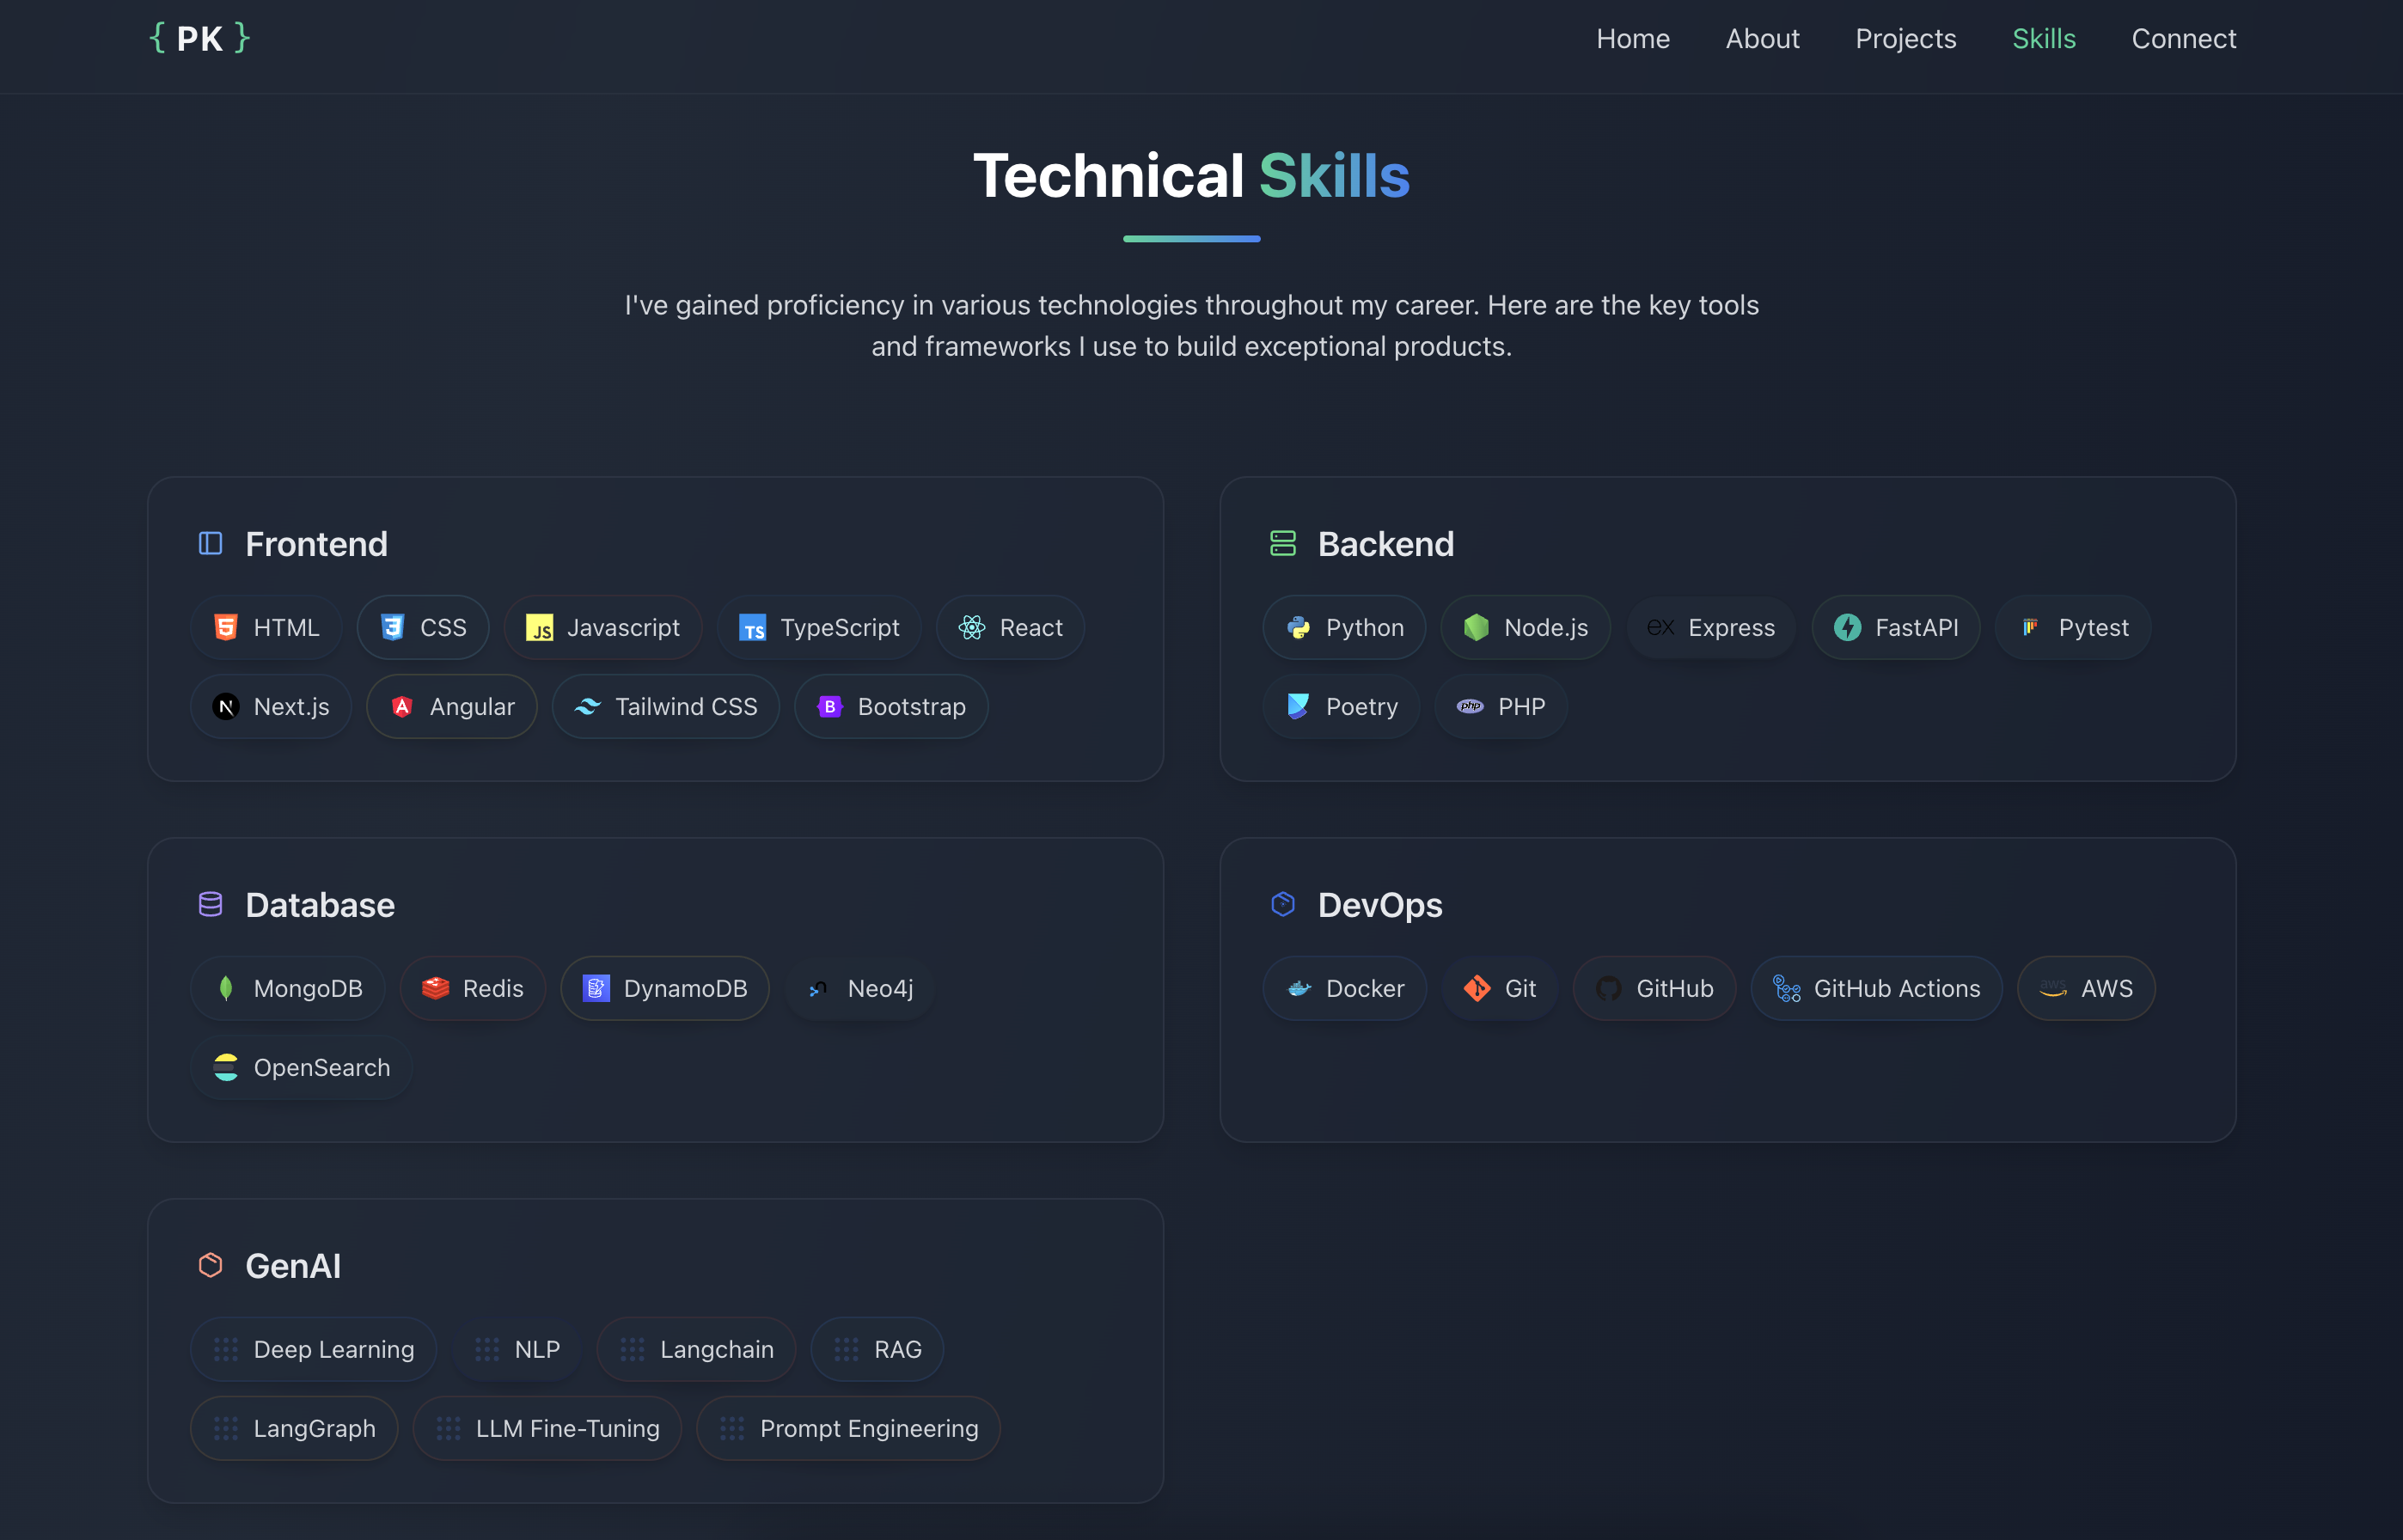 { PK }
Home About Projects Skills Connect
Technical Skills
I've gained proficiency in various technologies throughout my career. Here are the key tools
and frameworks I use to build exceptional products.
Frontend
HTML CSS JS Javascript TS TypeScript React
N Next.js A Angular Tailwind CSS B Bootstrap
Backend
Python Node.js ex Express FastAPI Pytest
Poetry php PHP
Database
MongoDB Redis DynamoDB Neo4j
OpenSearch
DevOps
Docker Git GitHub GitHub Actions aws AWS
GenAI
Deep Learning NLP Langchain RAG
LangGraph LLM Fine-Tuning Prompt Engineering